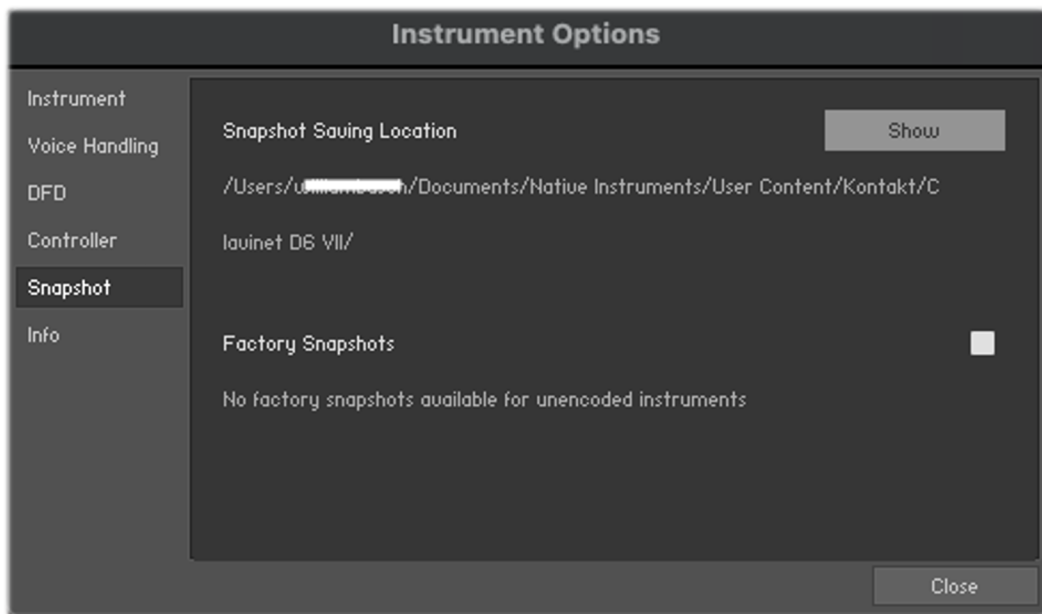 Instrument Options
Instrument
Voice Handling
DFD
Controller
Snapshot
Info
Snapshot Saving Location
Show
/Users/ /Documents/Native Instruments/User Content/Kontakt/C
lavinet D6 VII/
Factory Snapshots
No factory snapshots available for unencoded instruments
Close